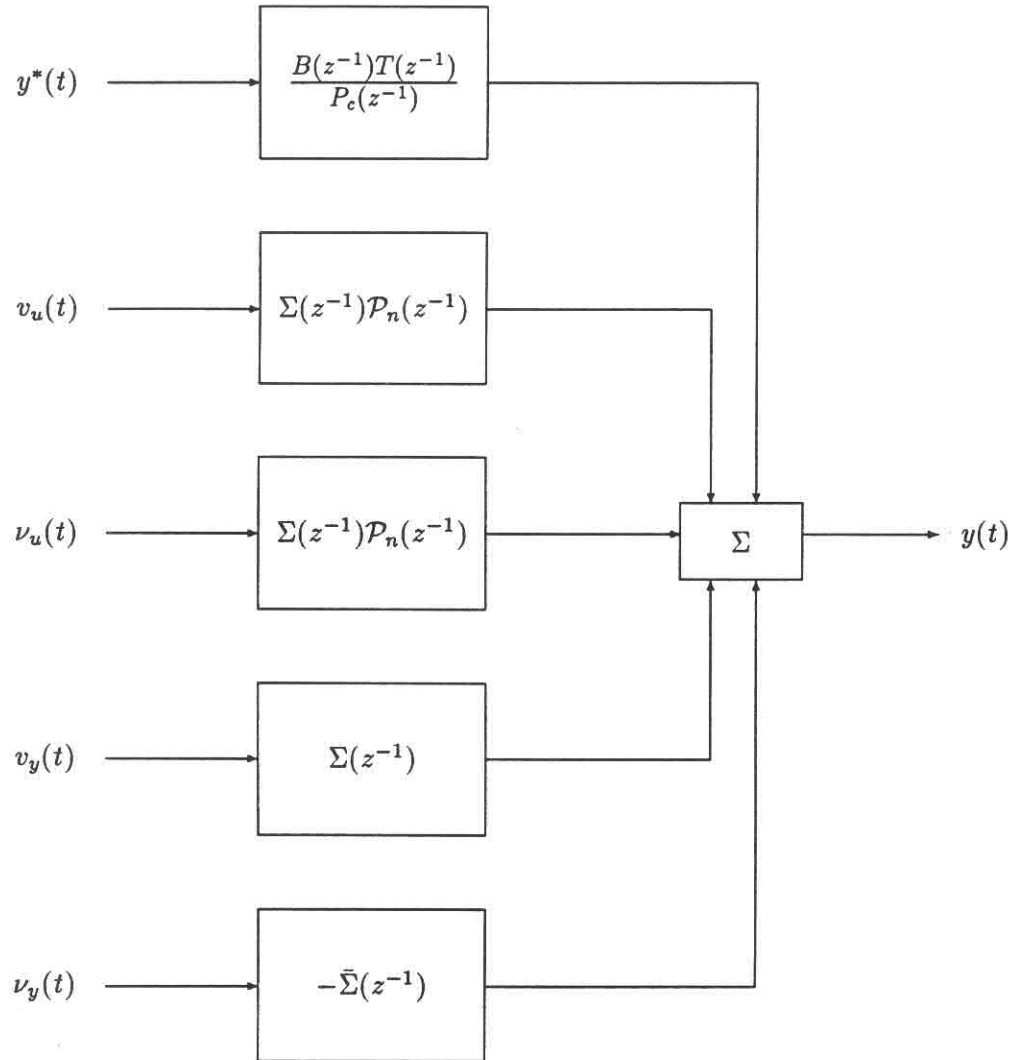 y*(t)
B(z⁻¹)T(z⁻¹)
P_c(z⁻¹)
v_u(t)
Σ(z⁻¹)𝒫_n(z⁻¹)
ν_u(t)
Σ(z⁻¹)𝒫_n(z⁻¹)
Σ
y(t)
v_y(t)
Σ(z⁻¹)
ν_y(t)
−Σ̄(z⁻¹)